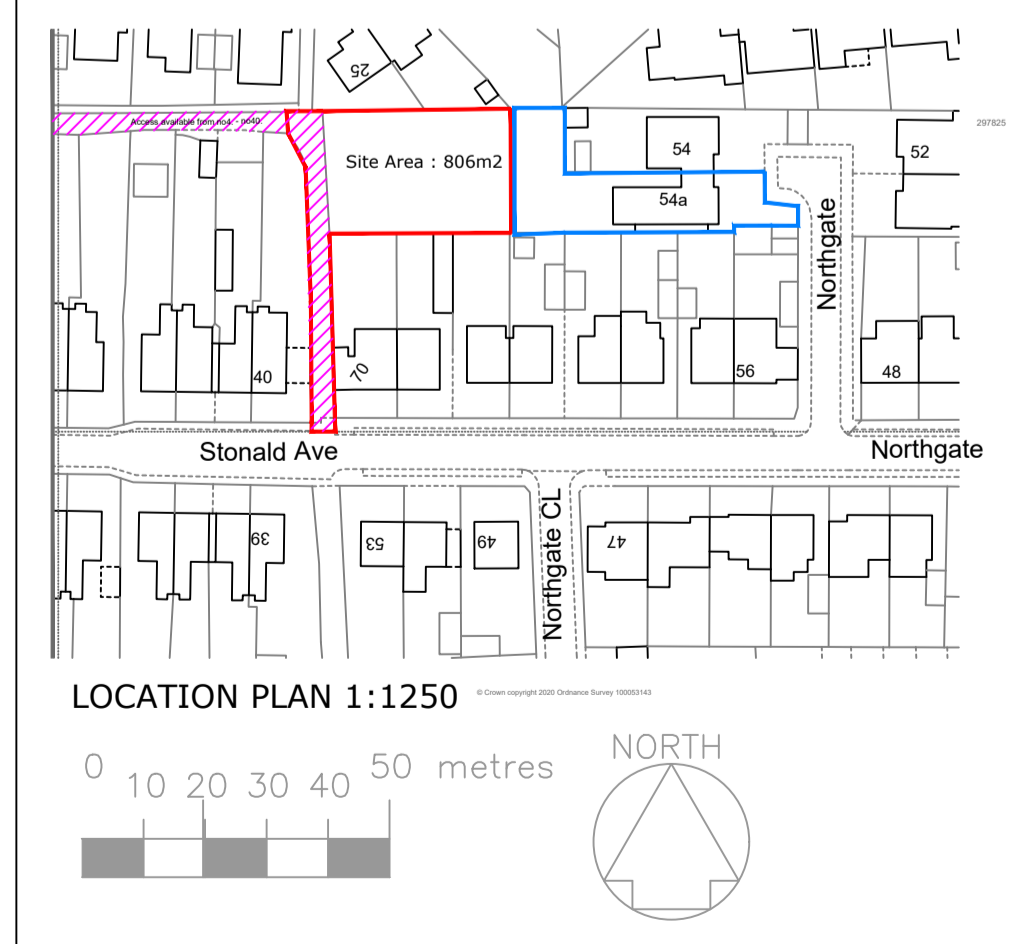 25
Access available from no4 - no40.
297825
Site Area : 806m2
54
52
54a
Northgate
40
70
56
48
Stonald Ave
Northgate
39
53
49
Northgate CL
47
LOCATION PLAN 1:1250
© Crown copyright 2020 Ordnance Survey 100053143
NORTH
0 10 20 30 40 50 metres